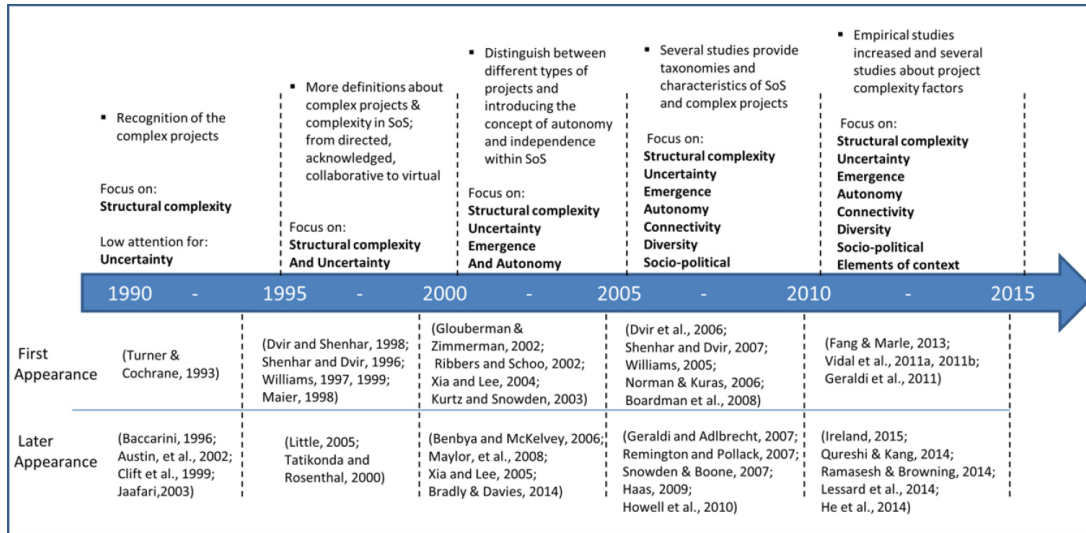 ▪ Recognition of the
complex projects
Focus on:
Structural complexity
Low attention for:
Uncertainty
▪ More definitions about
complex projects &
complexity in SoS;
from directed,
acknowledged,
collaborative to virtual
Focus on:
Structural complexity
And Uncertainty
▪ Distinguish between
different types of
projects and
introducing the
concept of autonomy
and independence
within SoS
Focus on:
Structural complexity
Uncertainty
Emergence
And Autonomy
▪ Several studies provide
taxonomies and
characteristics of SoS
and complex projects
Focus on:
Structural complexity
Uncertainty
Emergence
Autonomy
Connectivity
Diversity
Socio-political
▪ Empirical studies
increased and several
studies about project
complexity factors
Focus on:
Structural complexity
Uncertainty
Emergence
Autonomy
Connectivity
Diversity
Socio-political
Elements of context
1990 - 1995 - 2000 - 2005 - 2010 - 2015
First
Appearance
(Turner &
Cochrane, 1993)
(Dvir and Shenhar, 1998;
Shenhar and Dvir, 1996;
Williams, 1997, 1999;
Maier, 1998)
(Glouberman &
Zimmerman, 2002;
Ribbers and Schoo, 2002;
Xia and Lee, 2004;
Kurtz and Snowden, 2003)
(Dvir et al., 2006;
Shenhar and Dvir, 2007;
Williams, 2005;
Norman & Kuras, 2006;
Boardman et al., 2008)
(Fang & Marle, 2013;
Vidal et al., 2011a, 2011b;
Geraldi et al., 2011)
Later
Appearance
(Baccarini, 1996;
Austin, et al., 2002;
Clift et al., 1999;
Jaafari,2003)
(Little, 2005;
Tatikonda and
Rosenthal, 2000)
(Benbya and McKelvey, 2006;
Maylor, et al., 2008;
Xia and Lee, 2005;
Bradly & Davies, 2014)
(Geraldi and Adlbrecht, 2007;
Remington and Pollack, 2007;
Snowden & Boone, 2007;
Haas, 2009;
Howell et al., 2010)
(Ireland, 2015;
Qureshi & Kang, 2014;
Ramasesh & Browning, 2014;
Lessard et al., 2014;
He et al., 2014)